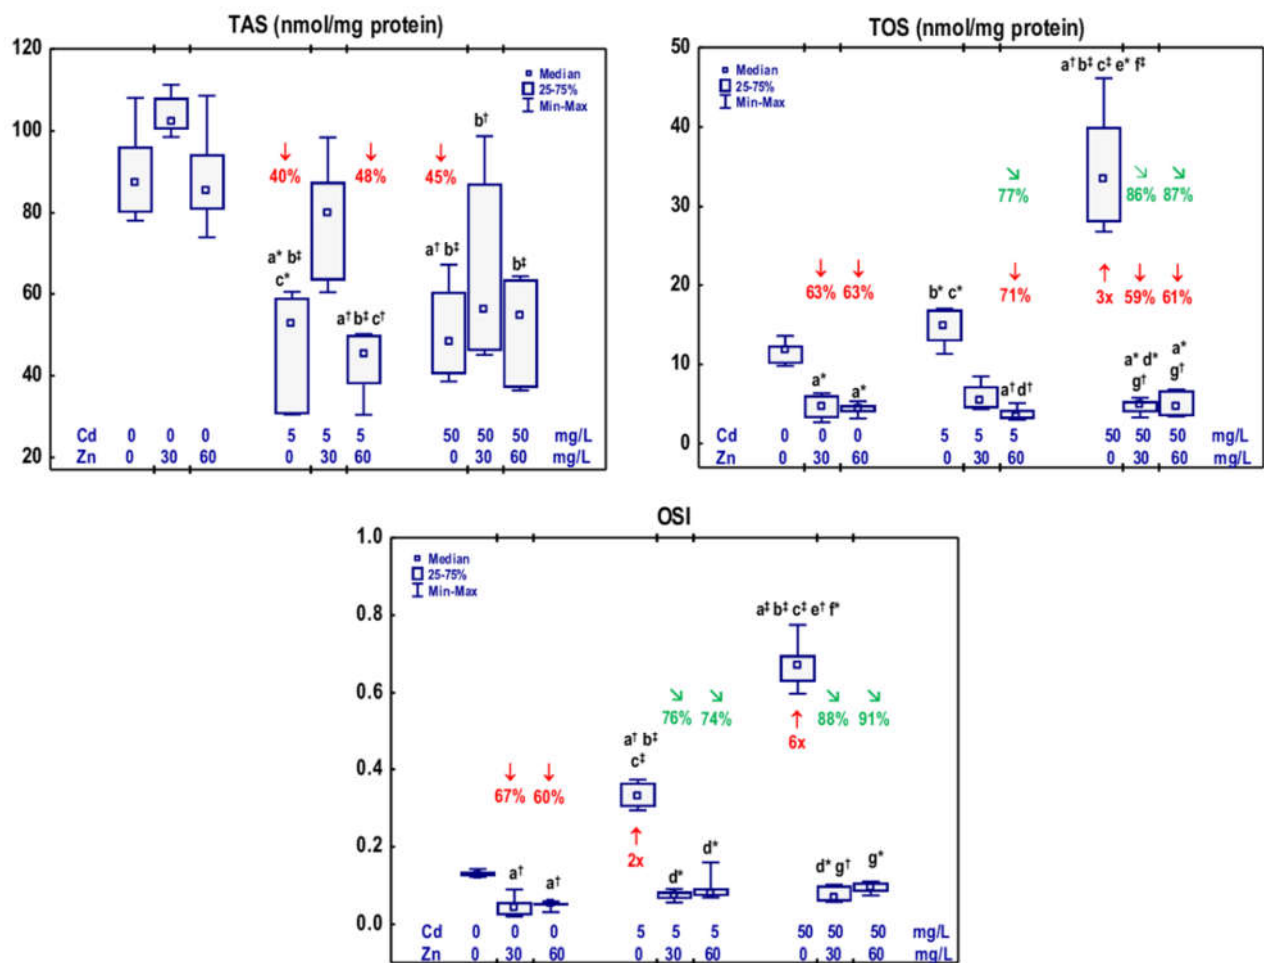 TAS (nmol/mg protein)
120
100
80
60
40
20
Median
25-75%
Min-Max
↓ 40%
↓ 48%
↓ 45%
a* b‡
c*
a† b‡ c†
a† b‡
b†
b‡
Cd 0 0 0 5 5 5 50 50 50 mg/L
Zn 0 30 60 0 30 60 0 30 60 mg/L
TOS (nmol/mg protein)
50
40
30
20
10
0
Median
25-75%
Min-Max
a† b‡ c‡ e* f‡
↘ 77%
↘ 86%
↘ 87%
↓ 63%
↓ 63%
↓ 71%
↑ 3x
↓ 59%
↓ 61%
b* c*
a*
a*
a† d†
a* d*
g†
a*
g†
Cd 0 0 0 5 5 5 50 50 50 mg/L
Zn 0 30 60 0 30 60 0 30 60 mg/L
OSI
1.0
0.8
0.6
0.4
0.2
0.0
Median
25-75%
Min-Max
a‡ b‡ c‡ e† f*
↘ 76%
↘ 74%
↑ 6x
↘ 88%
↘ 91%
a† b‡
c‡
↓ 67%
↓ 60%
↑ 2x
a†
a†
d*
d*
d* g†
g*
Cd 0 0 0 5 5 5 50 50 50 mg/L
Zn 0 30 60 0 30 60 0 30 60 mg/L